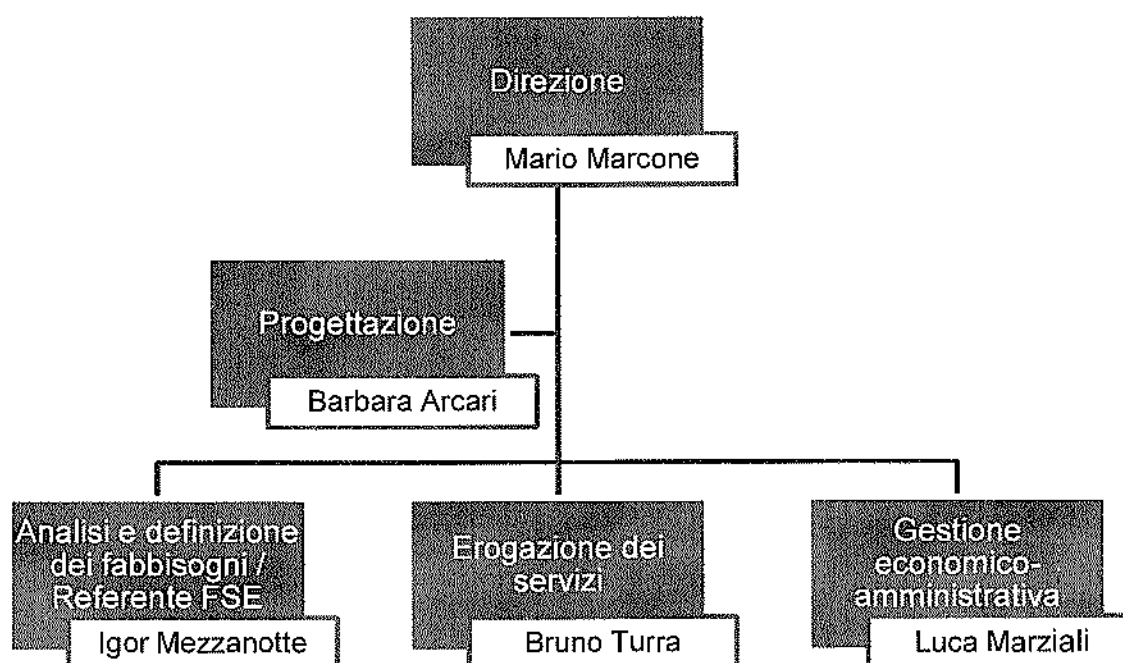 Direzione
Mario Marcone
Progettazione
Barbara Arcari
Analisi e definizione
dei fabbisogni /
Referente FSE
Igor Mezzanotte
Erogazione dei
servizi
Bruno Turra
Gestione
economico-
amministrativa
Luca Marziali